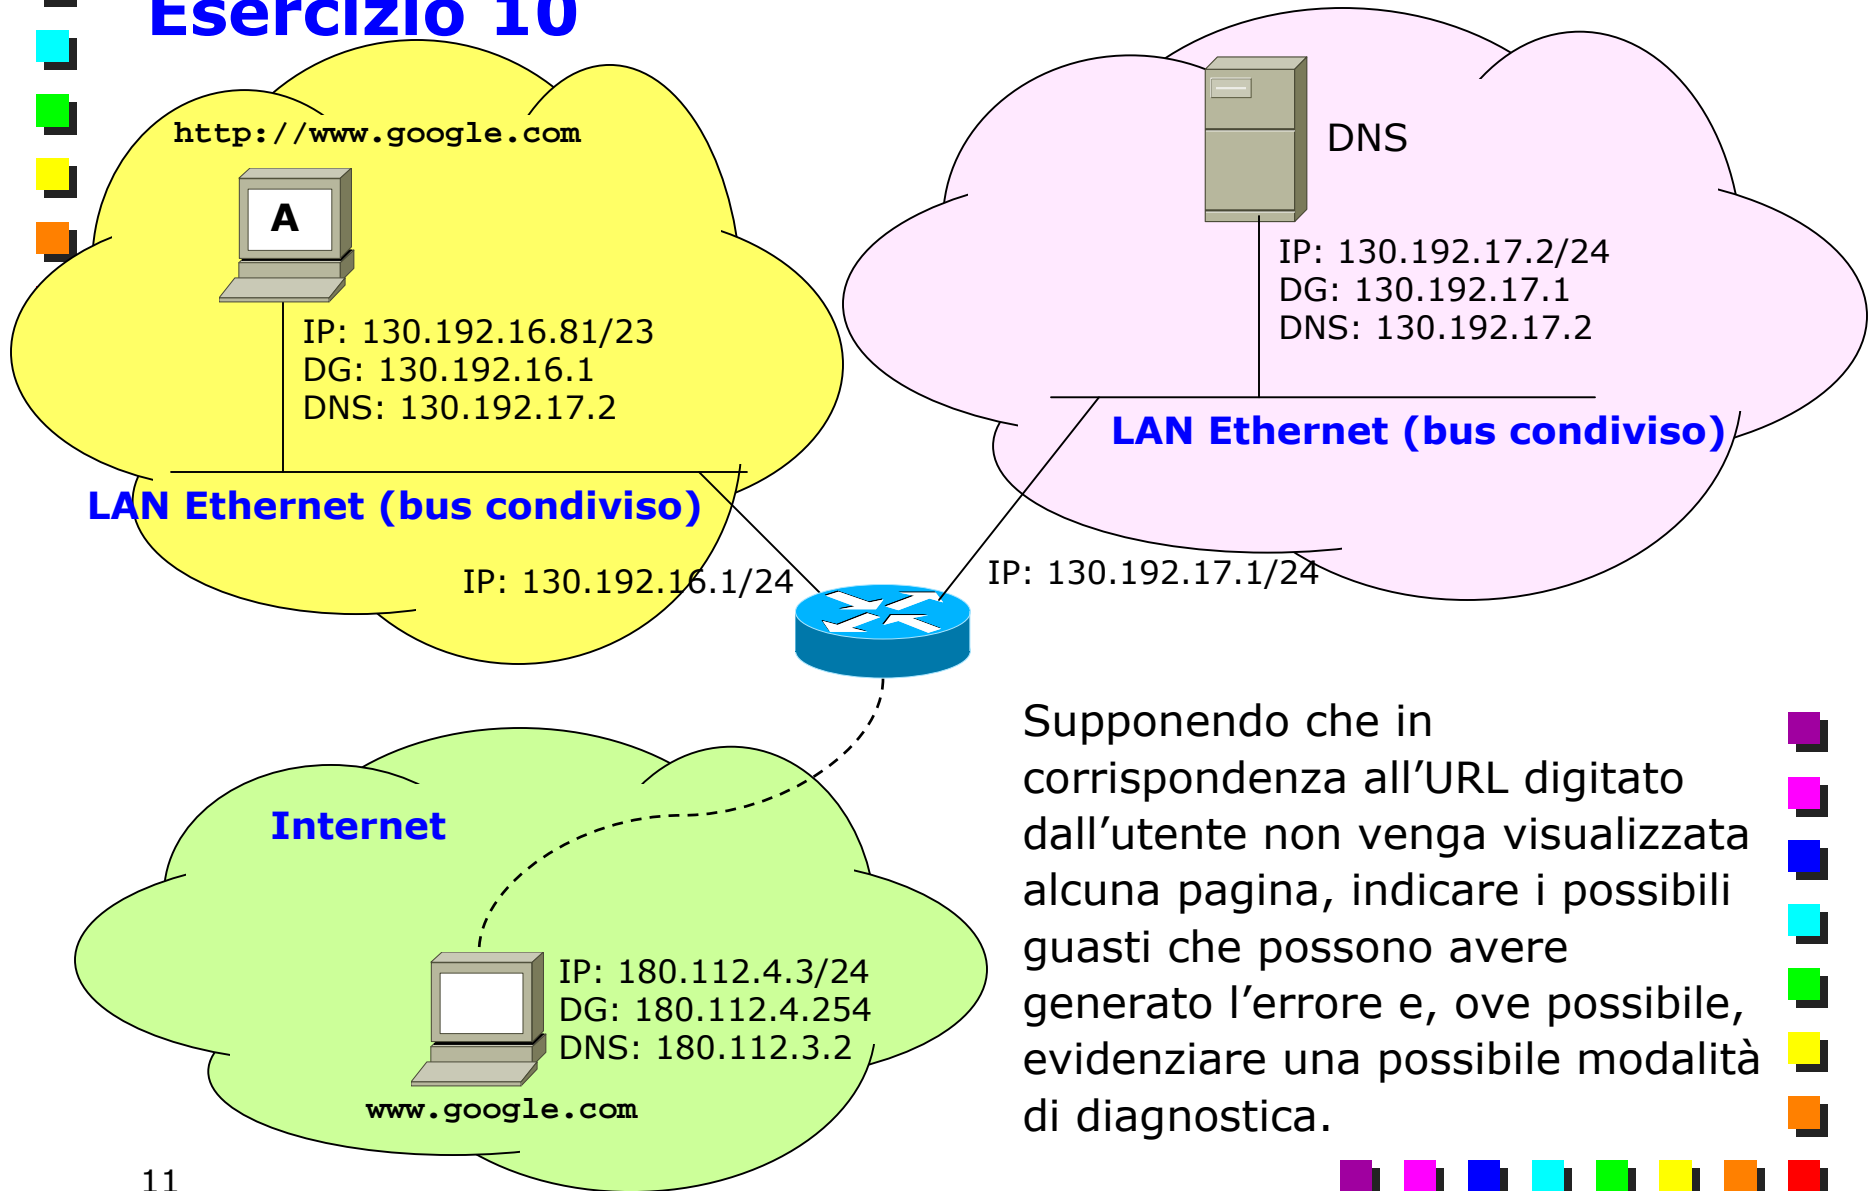 Esercizio 10
http://www.google.com
A
IP: 130.192.16.81/23
DG: 130.192.16.1
DNS: 130.192.17.2
LAN Ethernet (bus condiviso)
IP: 130.192.16.1/24
DNS
IP: 130.192.17.2/24
DG: 130.192.17.1
DNS: 130.192.17.2
LAN Ethernet (bus condiviso)
IP: 130.192.17.1/24
Internet
IP: 180.112.4.3/24
DG: 180.112.4.254
DNS: 180.112.3.2
www.google.com
Supponendo che in
corrispondenza all’URL digitato
dall’utente non venga visualizzata
alcuna pagina, indicare i possibili
guasti che possono avere
generato l’errore e, ove possibile,
evidenziare una possibile modalità
di diagnostica.
11